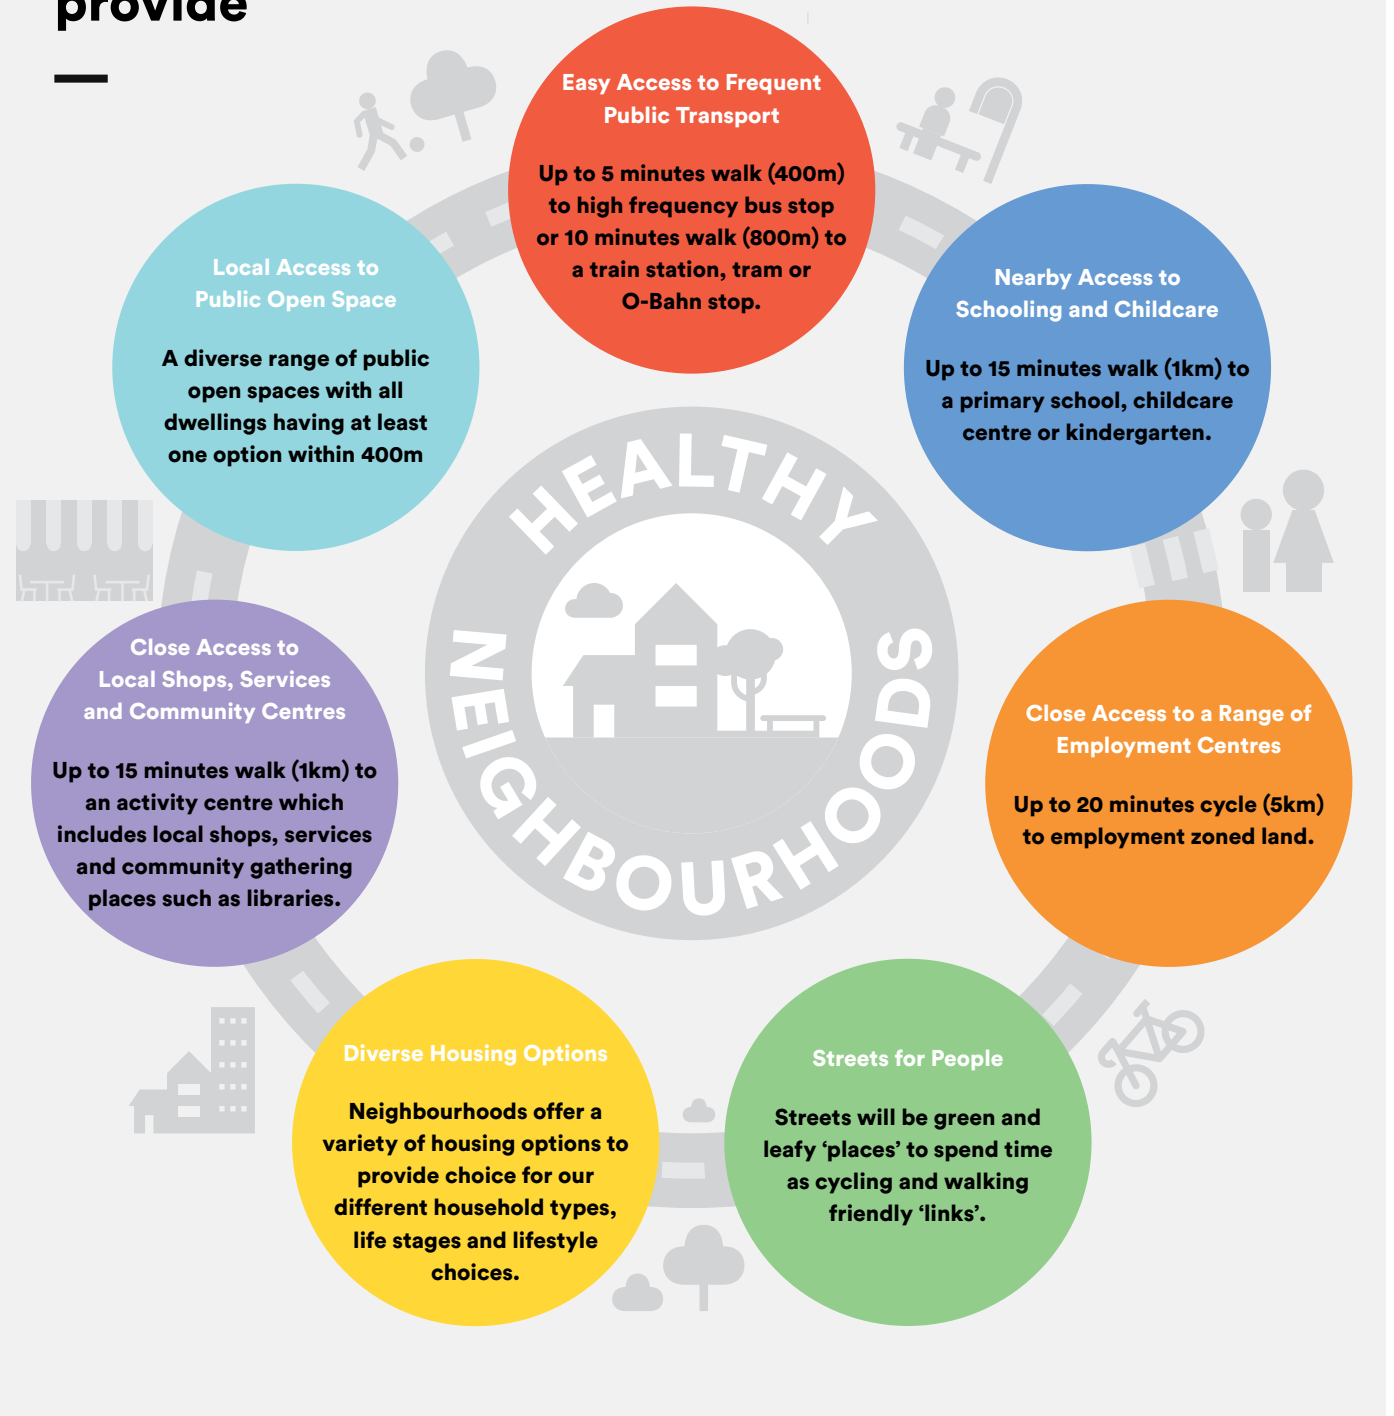 provide
Easy Access to Frequent
Public Transport
Up to 5 minutes walk (400m)
to high frequency bus stop
or 10 minutes walk (800m) to
a train station, tram or
O-Bahn stop.
Nearby Access to
Schooling and Childcare
Up to 15 minutes walk (1km) to
a primary school, childcare
centre or kindergarten.
Close Access to a Range of
Employment Centres
Up to 20 minutes cycle (5km)
to employment zoned land.
Streets for People
Streets will be green and
leafy ‘places’ to spend time
as cycling and walking
friendly ‘links’.
Diverse Housing Options
Neighbourhoods offer a
variety of housing options to
provide choice for our
different household types,
life stages and lifestyle
choices.
Close Access to
Local Shops, Services
and Community Centres
Up to 15 minutes walk (1km) to
an activity centre which
includes local shops, services
and community gathering
places such as libraries.
Local Access to
Public Open Space
A diverse range of public
open spaces with all
dwellings having at least
one option within 400m
HEALTHY
NEIGHBOURHOODS